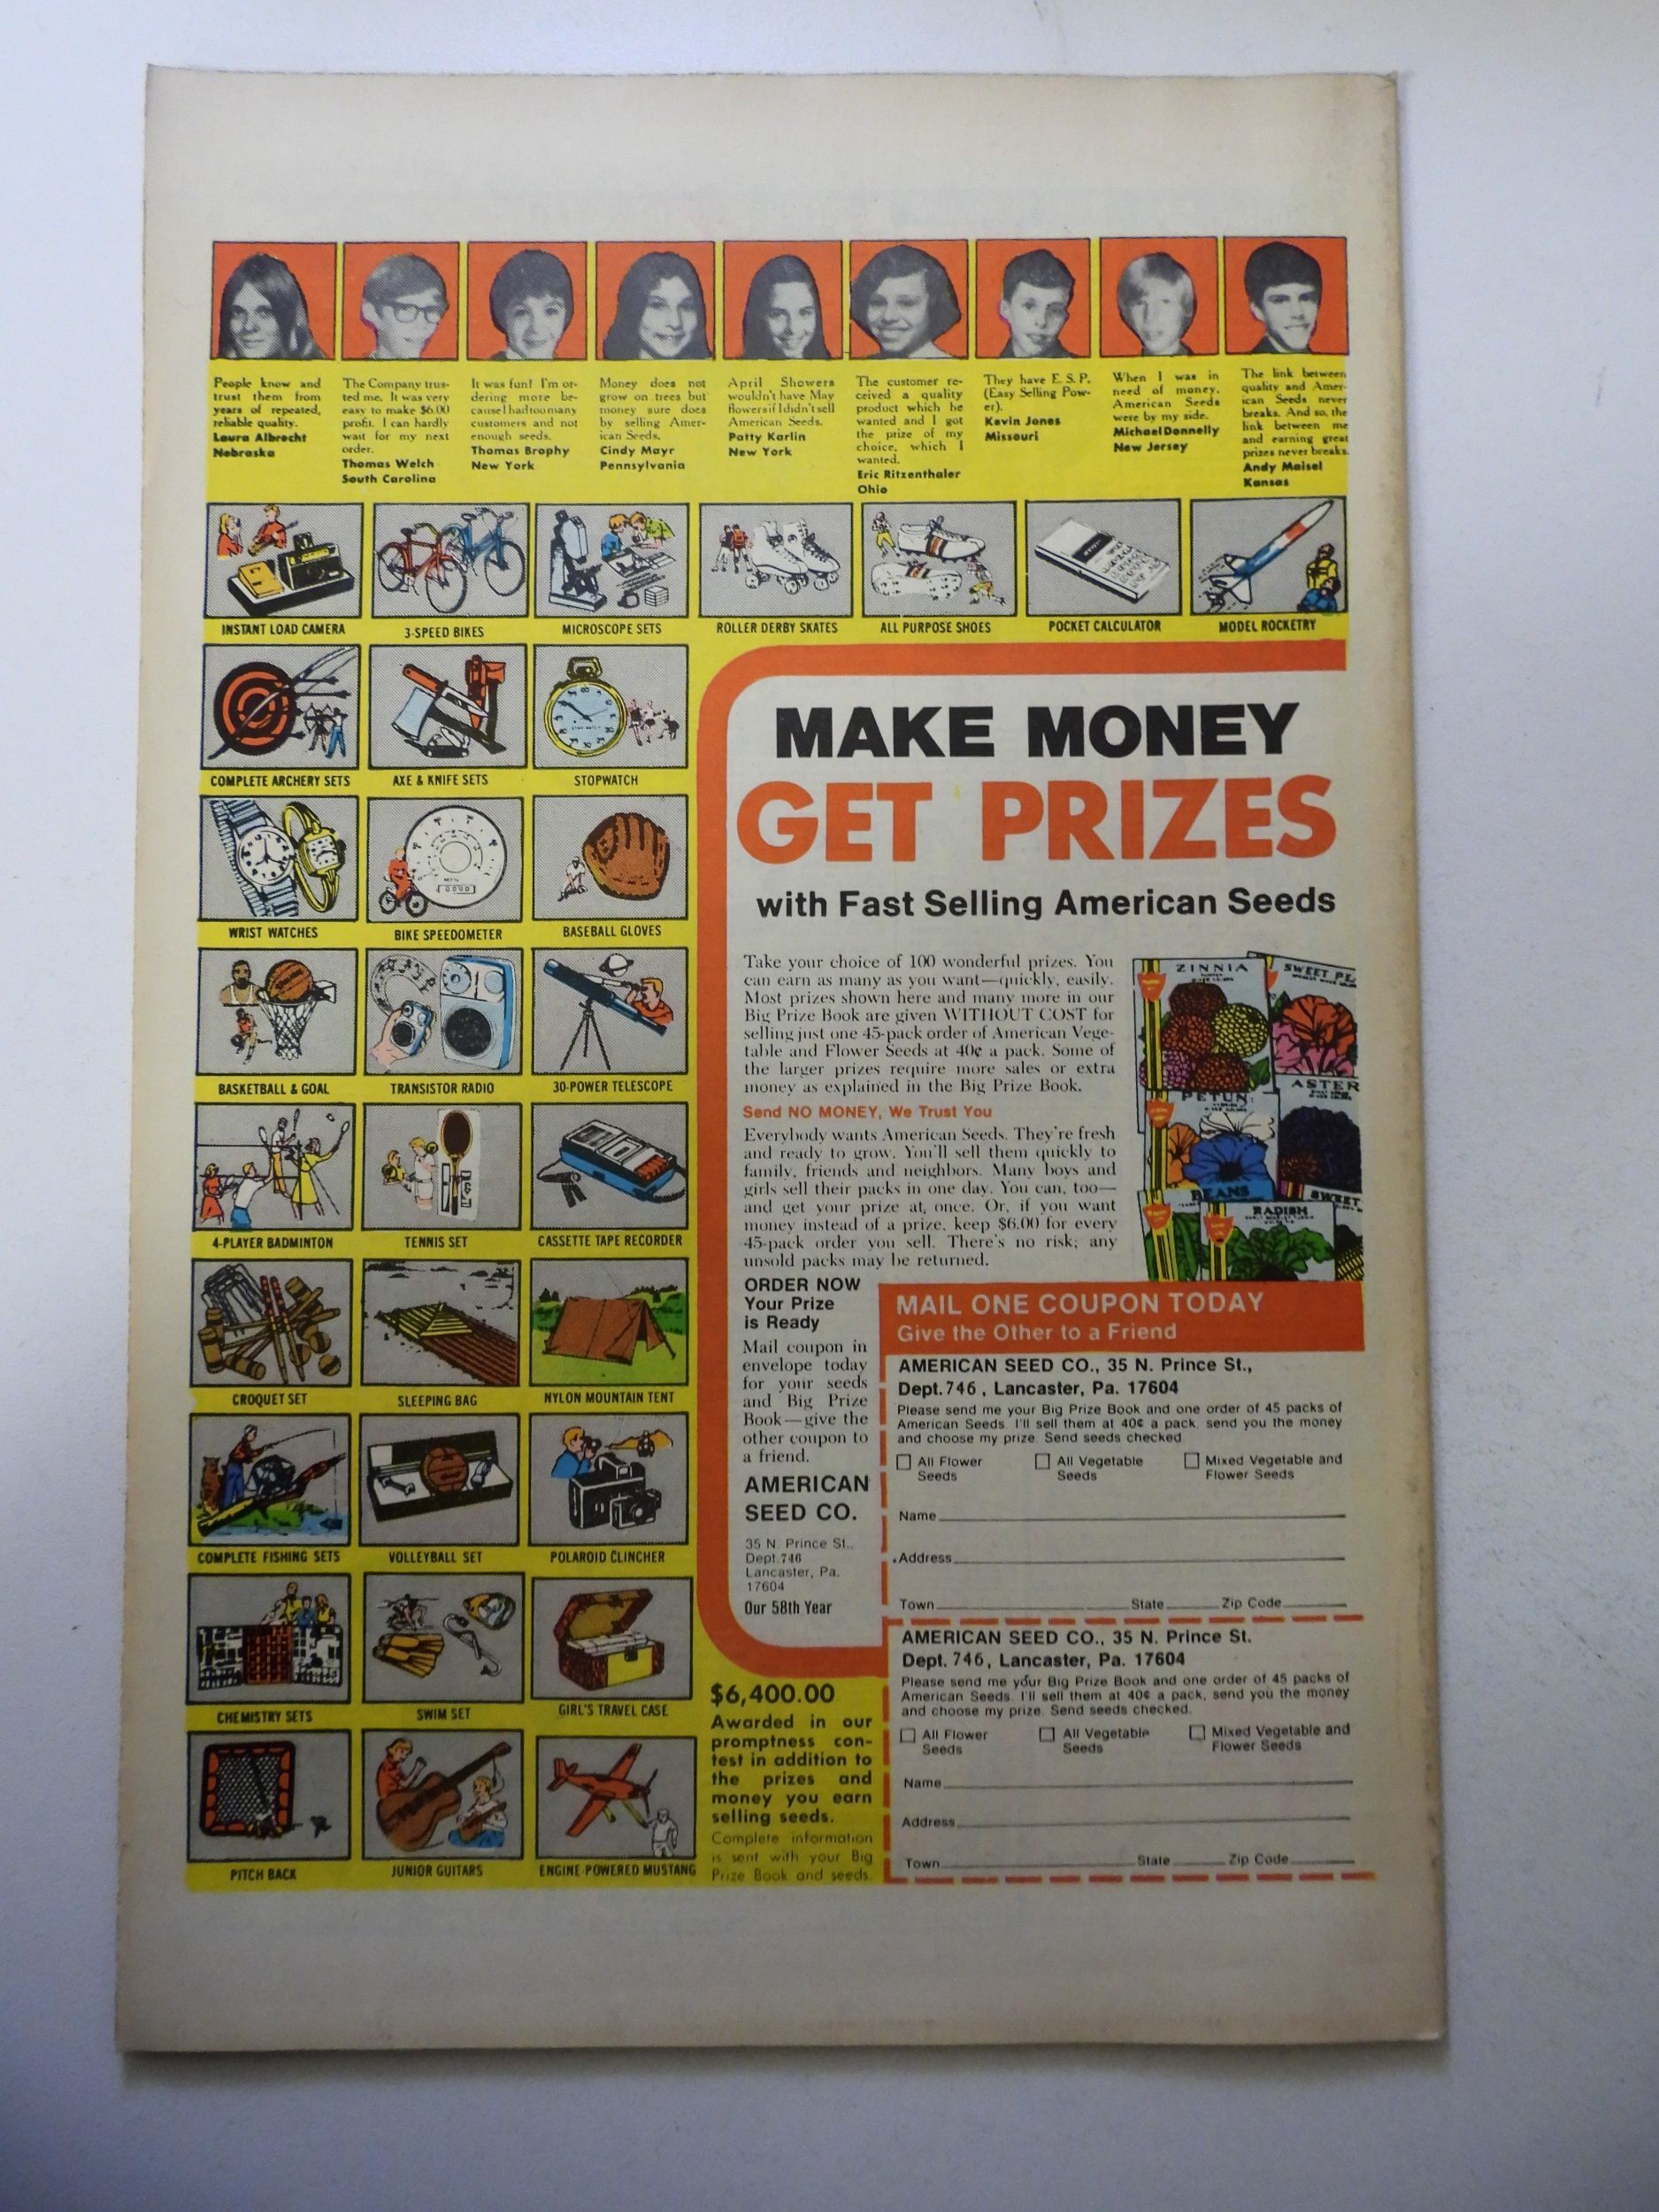 People know and
trust them from
years of repeated,
reliable quality.
Laura Albrecht
Nebraska
The Company trus-
ted me. It was very
easy to make $6.00
profit. I can hardly
wait for my next
order.
Thomas Welch
South Carolina
It was fun! I'm or-
dering more be-
cause I had too many
customers and not
enough seeds.
Thomas Brophy
New York
Money does not
grow on trees but
money sure does
by selling Amer-
ican Seeds.
Cindy Mayr
Pennsylvania
April Showers
wouldn't have May
flowers if I didn't sell
American Seeds.
Patty Karlin
New York
The customer re-
ceived a quality
product which he
wanted and I got
the prize of my
choice, which I
wanted.
Eric Ritzenthaler
Ohio
They have E. S. P.
(Easy Selling Pow-
er).
Kevin Jones
Missouri
When I was in
need of money,
American Seeds
were by my side.
Michael Donnelly
New Jersey
The link between
quality and Amer-
ican Seeds never
breaks. And so, the
link between me
and earning great
prizes never breaks.
Andy Maisel
Kansas
INSTANT LOAD CAMERA
3-SPEED BIKES
MICROSCOPE SETS
ROLLER DERBY SKATES
ALL PURPOSE SHOES
POCKET CALCULATOR
MODEL ROCKETRY
COMPLETE ARCHERY SETS
AXE & KNIFE SETS
STOPWATCH
WRIST WATCHES
BIKE SPEEDOMETER
BASEBALL GLOVES
BASKETBALL & GOAL
TRANSISTOR RADIO
30-POWER TELESCOPE
4-PLAYER BADMINTON
TENNIS SET
CASSETTE TAPE RECORDER
CROQUET SET
SLEEPING BAG
NYLON MOUNTAIN TENT
COMPLETE FISHING SETS
VOLLEYBALL SET
POLAROID CLINCHER
CHEMISTRY SETS
SWIM SET
GIRL'S TRAVEL CASE
PITCH BACK
JUNIOR GUITARS
ENGINE POWERED MUSTANG
MAKE MONEY
GET PRIZES
with Fast Selling American Seeds
Take your choice of 100 wonderful prizes. You
can earn as many as you want—quickly, easily.
Most prizes shown here and many more in our
Big Prize Book are given WITHOUT COST for
selling just one 45-pack order of American Vege-
table and Flower Seeds at 40¢ a pack. Some of
the larger prizes require more sales or extra
money as explained in the Big Prize Book.
Send NO MONEY, We Trust You
Everybody wants American Seeds. They're fresh
and ready to grow. You'll sell them quickly to
family, friends and neighbors. Many boys and
girls sell their packs in one day. You can, too—
and get your prize at once. Or, if you want
money instead of a prize, keep $6.00 for every
45-pack order you sell. There's no risk; any
unsold packs may be returned.
ZINNIA
SWEET PE
ASTER
PETUN
BEANS
SWEET
RADISH
ORDER NOW
Your Prize
is Ready
Mail coupon in
envelope today
for your seeds
and Big Prize
Book—give the
other coupon to
a friend.
AMERICAN
SEED CO.
35 N. Prince St.,
Dept. 746
Lancaster, Pa.
17604
Our 58th Year
MAIL ONE COUPON TODAY
Give the Other to a Friend
AMERICAN SEED CO., 35 N. Prince St.,
Dept. 746, Lancaster, Pa. 17604
Please send me your Big Prize Book and one order of 45 packs of
American Seeds. I'll sell them at 40¢ a pack, send you the money
and choose my prize. Send seeds checked.
All Flower
Seeds
All Vegetable
Seeds
Mixed Vegetable and
Flower Seeds
Name
Address
Town State Zip Code
AMERICAN SEED CO., 35 N. Prince St.
Dept. 746, Lancaster, Pa. 17604
Please send me your Big Prize Book and one order of 45 packs of
American Seeds. I'll sell them at 40¢ a pack, send you the money
and choose my prize. Send seeds checked.
All Flower
Seeds
All Vegetable
Seeds
Mixed Vegetable and
Flower Seeds
Name
Address
Town State Zip Code
$6,400.00
Awarded in our
promptness con-
test in addition to
the prizes and
money you earn
selling seeds.
Complete information
is sent with your Big
Prize Book and seeds.